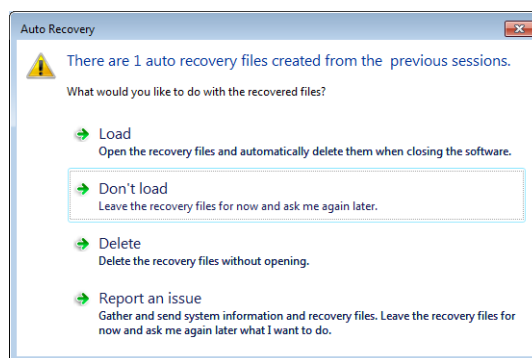 Auto Recovery
There are 1 auto recovery files created from the previous sessions.
What would you like to do with the recovered files?
Load
Open the recovery files and automatically delete them when closing the software.
Don't load
Leave the recovery files for now and ask me again later.
Delete
Delete the recovery files without opening.
Report an issue
Gather and send system information and recovery files. Leave the recovery files for
now and ask me again later what I want to do.